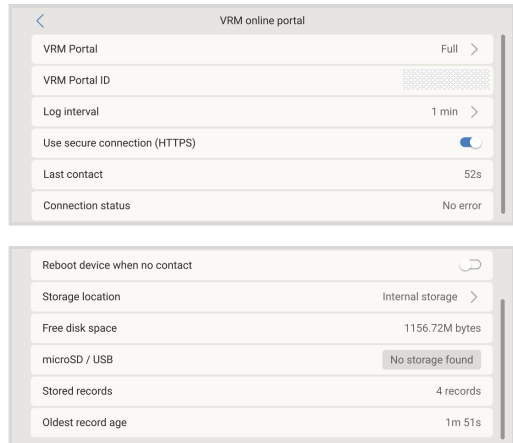 VRM online portal
VRM Portal Full
VRM Portal ID
Log interval 1 min
Use secure connection (HTTPS)
Last contact 52s
Connection status No error
Reboot device when no contact
Storage location Internal storage
Free disk space 1156.72M bytes
microSD / USB No storage found
Stored records 4 records
Oldest record age 1m 51s